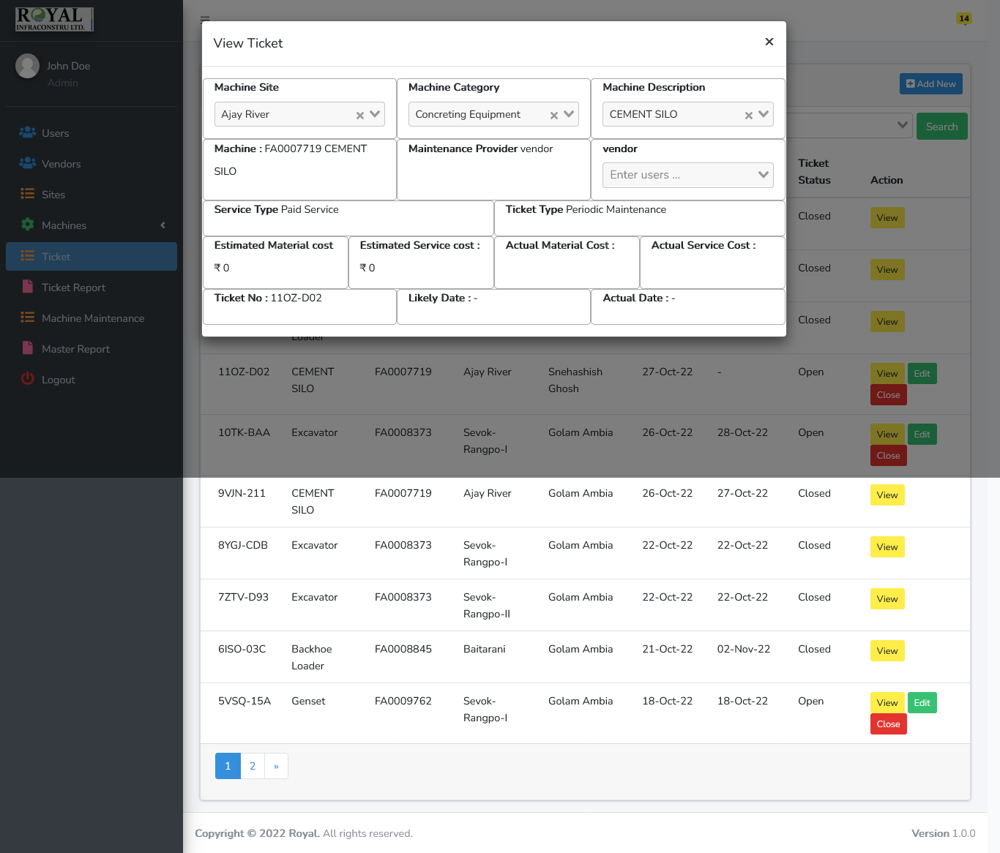 ROYAL
INFRACONSTRU LTD.
14
John Doe
Admin
Users
Vendors
Sites
Machines
Ticket
Ticket Report
Machine Maintenance
Master Report
Logout
View Ticket
×
Machine Site
Ajay River
Machine Category
Concreting Equipment
Machine Description
CEMENT SILO
Machine : FA0007719 CEMENT
SILO
Maintenance Provider vendor
vendor
Enter users ...
Service Type Paid Service
Ticket Type Periodic Maintenance
Estimated Material cost
₹ 0
Estimated Service cost :
₹ 0
Actual Material Cost :
Actual Service Cost :
Ticket No : 11OZ-D02
Likely Date : -
Actual Date : -
Add New
Search
Ticket
Status
Action
Closed View
Closed View
Closed View
Loader
11OZ-D02 CEMENT FA0007719 Ajay River Snehashish 27-Oct-22 - Open View Edit
SILO Ghosh Close
10TK-BAA Excavator FA0008373 Sevok- Golam Ambia 26-Oct-22 28-Oct-22 Open View Edit
Rangpo-I Close
9VJN-211 CEMENT FA0007719 Ajay River Golam Ambia 26-Oct-22 27-Oct-22 Closed View
SILO
8YGJ-CDB Excavator FA0008373 Sevok- Golam Ambia 22-Oct-22 22-Oct-22 Closed View
Rangpo-I
7ZTV-D93 Excavator FA0008373 Sevok- Golam Ambia 22-Oct-22 22-Oct-22 Closed View
Rangpo-II
6ISO-03C Backhoe FA0008845 Baitarani Golam Ambia 21-Oct-22 02-Nov-22 Closed View
Loader
5VSQ-15A Genset FA0009762 Sevok- Golam Ambia 18-Oct-22 18-Oct-22 Open View Edit
Rangpo-I Close
1 2 »
Copyright © 2022 Royal. All rights reserved.
Version 1.0.0